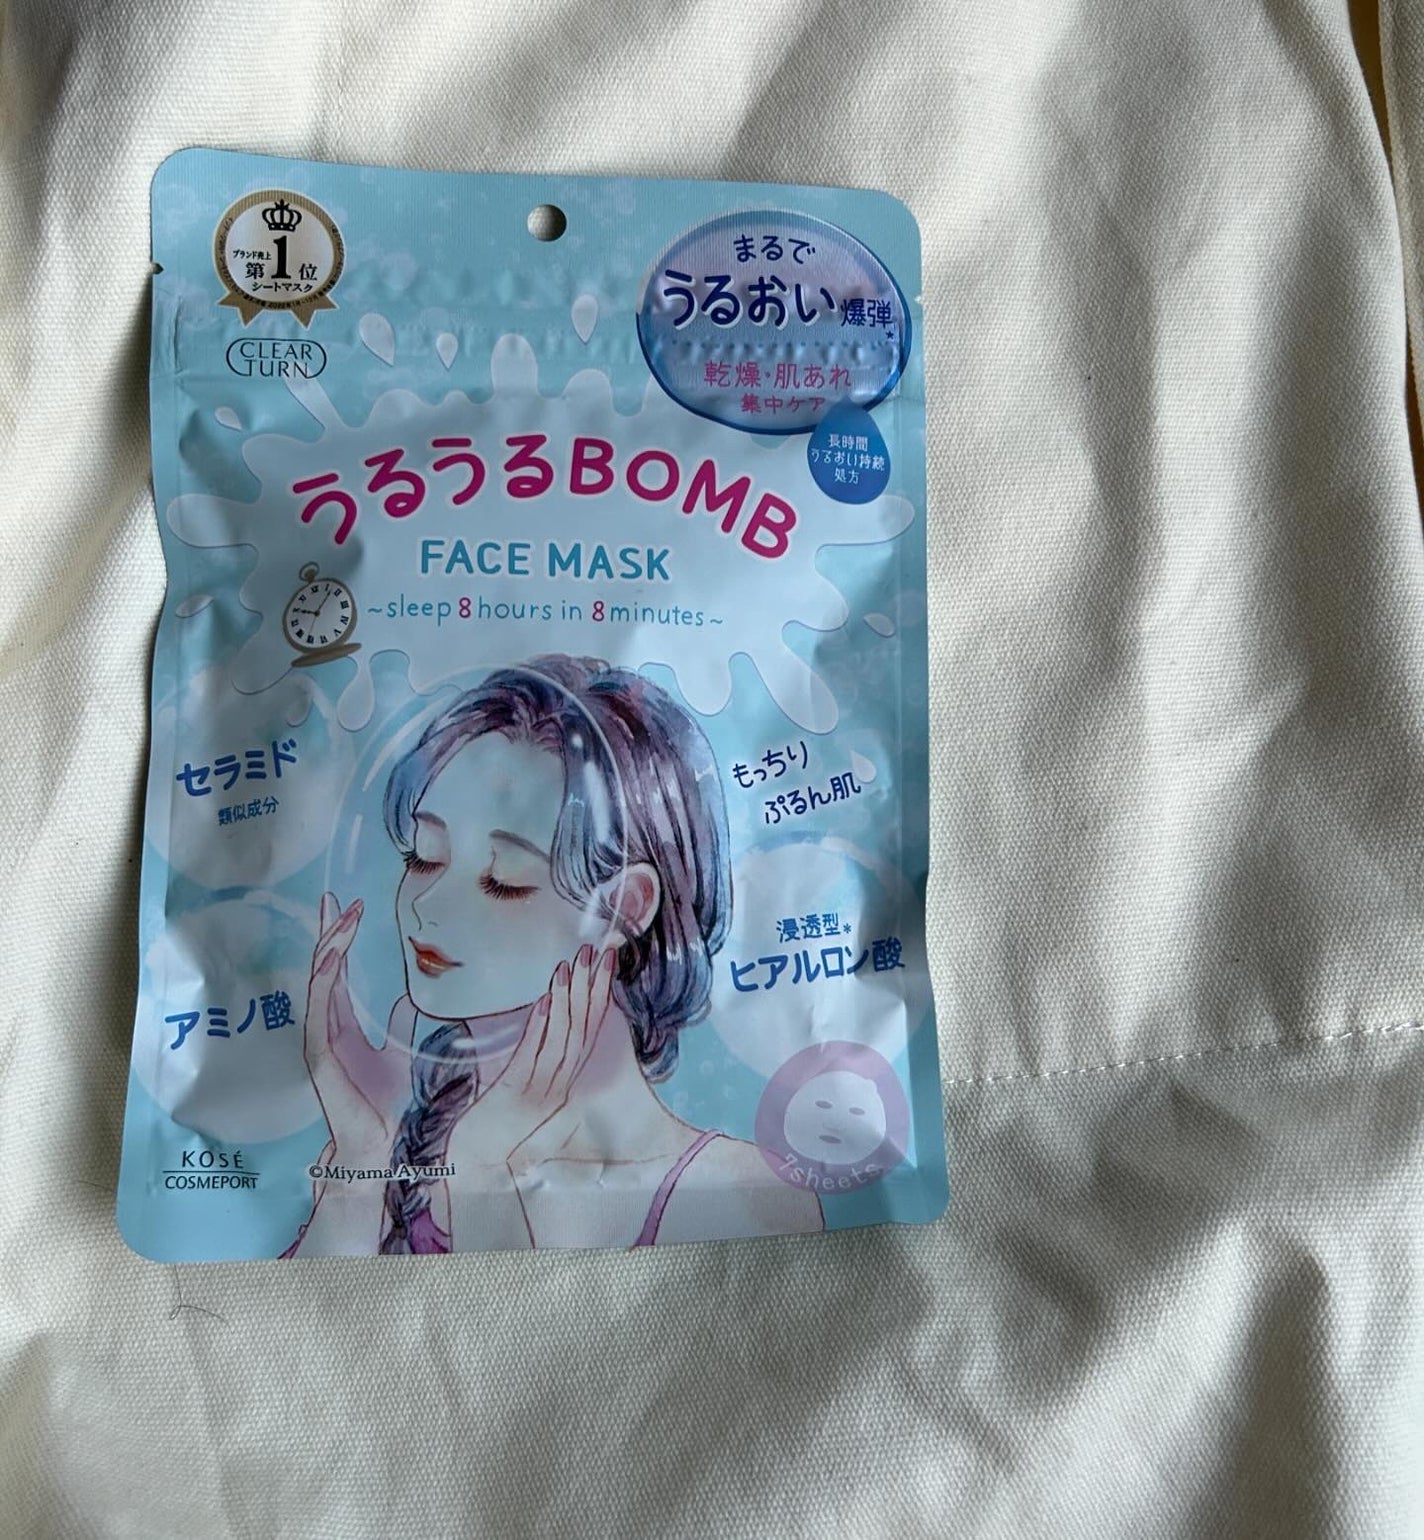 ブランド売上
第1位
シートマスク
CLEAR
TURN
まるで
うるおい爆弾*
乾燥・肌あれ
集中ケア
長時間
うるおい持続
処方
うるうるBOMB
FACE MASK
~sleep 8 hours in 8 minutes~
セラミド
類似成分
もっちり
ぷるん肌
アミノ酸
浸透型*
ヒアルロン酸
7sheets
KOSÉ
COSMEPORT
©Miyama Ayumi